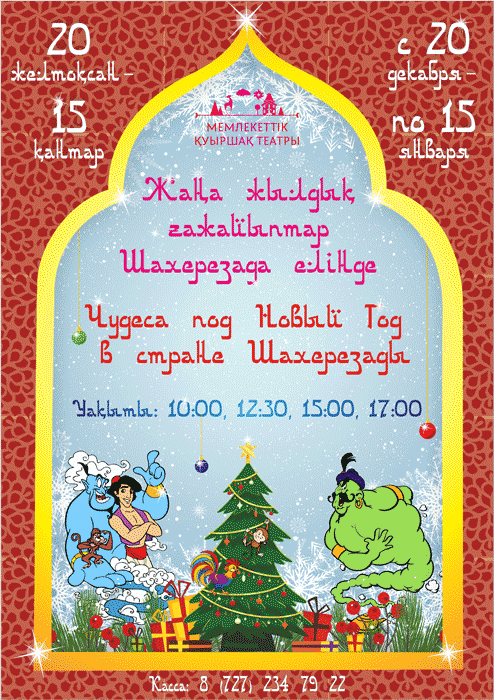 20
желтоқсан –
15
қаңтар
с 20
декабря –
по 15
января
МЕМЛЕКЕТТІК
ҚУЫРШАҚ ТЕАТРЫ
Жаңа жылдық
ғажайыптар
Шахерезада елінде
Чудеса под Новый Год
в стране Шахерезады
Уақыты: 10:00, 12:30, 15:00, 17:00
Касса: 8 (727) 234 79 22